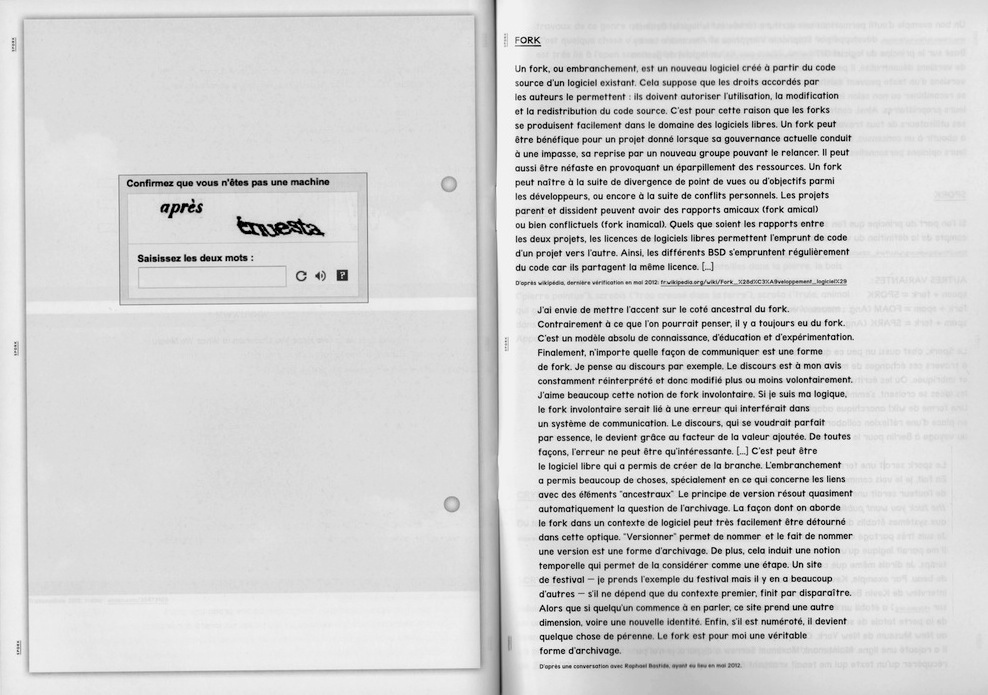 SPORK
SPORK
SPORK
Confirmez que vous n'êtes pas une machine
après
Saisissez les deux mots :
?
SPORK
SPORK
FORK
Un fork, ou embranchement, est un nouveau logiciel créé à partir du code
source d'un logiciel existant. Cela suppose que les droits accordés par
les auteurs le permettent : ils doivent autoriser l'utilisation, la modification
et la redistribution du code source. C'est pour cette raison que les forks
se produisent facilement dans le domaine des logiciels libres. Un fork peut
être bénéfique pour un projet donné lorsque sa gouvernance actuelle conduit
à une impasse, sa reprise par un nouveau groupe pouvant le relancer. Il peut
aussi être néfaste en provoquant un éparpillement des ressources. Un fork
peut naître à la suite de divergence de point de vues ou d'objectifs parmi
les développeurs, ou encore à la suite de conflits personnels. Les projets
parent et dissident peuvent avoir des rapports amicaux (fork amical)
ou bien conflictuels (fork inamical). Quels que soient les rapports entre
les deux projets, les licences de logiciels libres permettent l'emprunt de code
d'un projet vers l'autre. Ainsi, les différents BSD s'empruntent régulièrement
du code car ils partagent la même licence. [...]
D'après wikipédia, dernière vérification en mai 2012: fr.wikipedia.org/wiki/Fork_%28d%C3%A9veloppement_logiciel%29
J'ai envie de mettre l'accent sur le coté ancestral du fork.
Contrairement à ce que l'on pourrait penser, il y a toujours eu du fork.
C'est un modèle absolu de connaissance, d'éducation et d'expérimentation.
Finalement, n'importe quelle façon de communiquer est une forme
de fork. Je pense au discours par exemple. Le discours est à mon avis
constamment réinterprété et donc modifié plus ou moins volontairement.
J'aime beaucoup cette notion de fork involontaire. Si je suis ma logique,
le fork involontaire serait lié à une erreur qui interférait dans
un système de communication. Le discours, qui se voudrait parfait
par essence, le devient grâce au facteur de la valeur ajoutée. De toutes
façons, l'erreur ne peut être qu'intéressante. [...] C'est peut être
le logiciel libre qui a permis de créer de la branche. L'embranchement
a permis beaucoup de choses, spécialement en ce qui concerne les liens
avec des éléments "ancestraux" Le principe de version résout quasiment
automatiquement la question de l'archivage. La façon dont on aborde
le fork dans un contexte de logiciel peut très facilement être détourné
dans cette optique. "Versionner" permet de nommer et le fait de nommer
une version est une forme d'archivage. De plus, cela induit une notion
temporelle qui permet de la considérer comme une étape. Un site
de festival — je prends l'exemple du festival mais il y en a beaucoup
d'autres — s'il ne dépend que du contexte premier, finit par disparaître.
Alors que si quelqu'un commence à en parler, ce site prend une autre
dimension, voire une nouvelle identité. Enfin, s'il est numéroté, il devient
quelque chose de pérenne. Le fork est pour moi une véritable
forme d'archivage.
D'après une conversation avec Raphaël Bastide, ayant eu lieu en mai 2012.